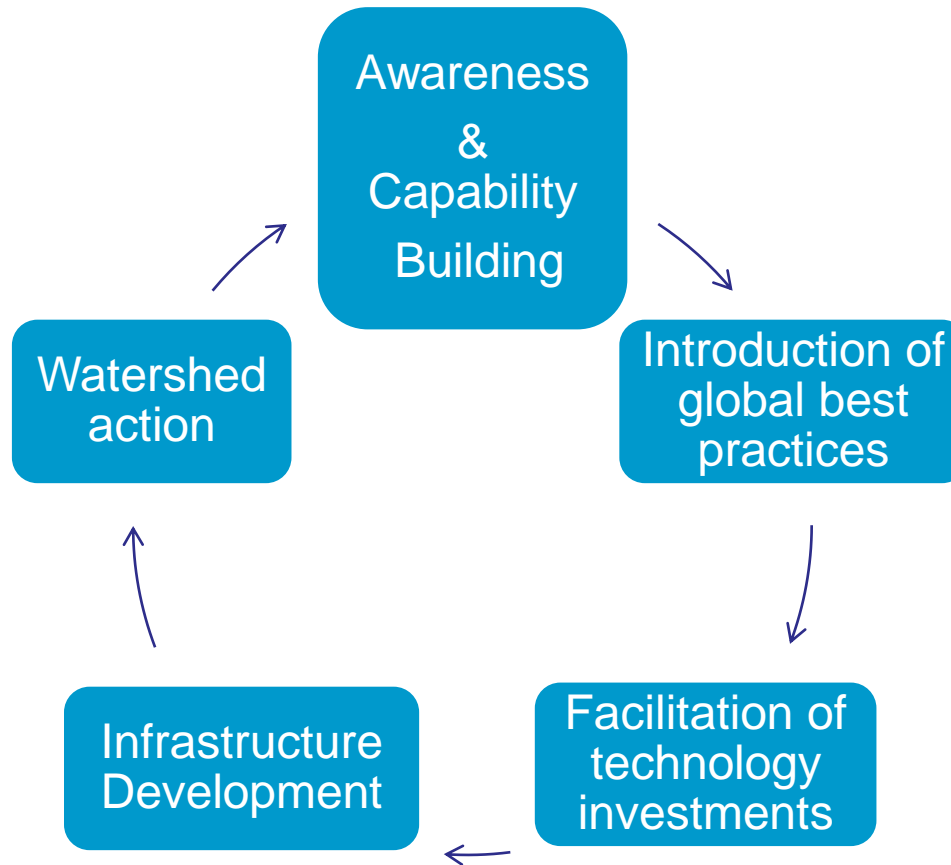 Awareness
&
Capability
Building
Introduction of
global best
practices
Facilitation of
technology
investments
Infrastructure
Development
Watershed
action